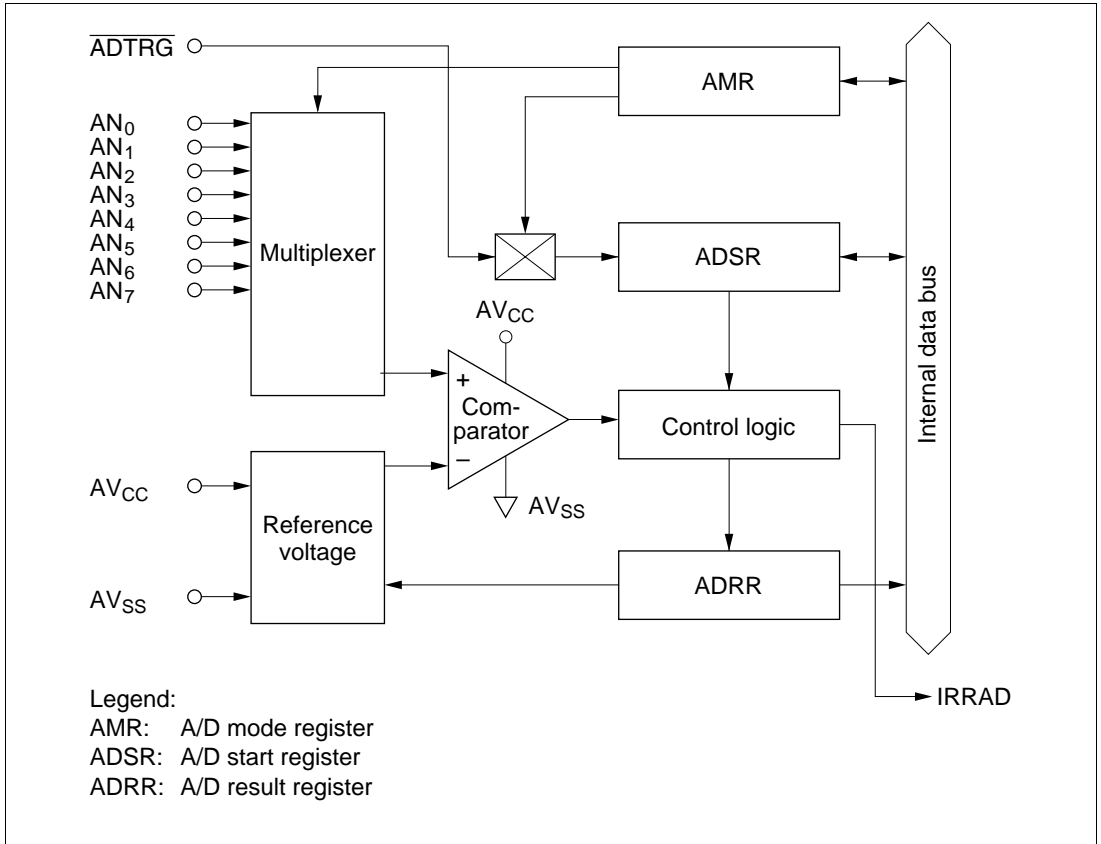 ADTRG
AMR
AN0
AN1
AN2
AN3
AN4
AN5
AN6
AN7
Multiplexer
ADSR
Internal data bus
AVCC
+
Com-
parator
–
Control logic
AVCC
AVSS
Reference
voltage
ADRR
AVSS
IRRAD
Legend:
AMR: A/D mode register
ADSR: A/D start register
ADRR: A/D result register